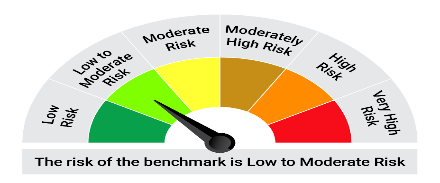 Low
Risk
Low to
Moderate
Risk
Moderate
Risk
Moderately
High Risk
High
Risk
Very High
Risk
The risk of the benchmark is Low to Moderate Risk